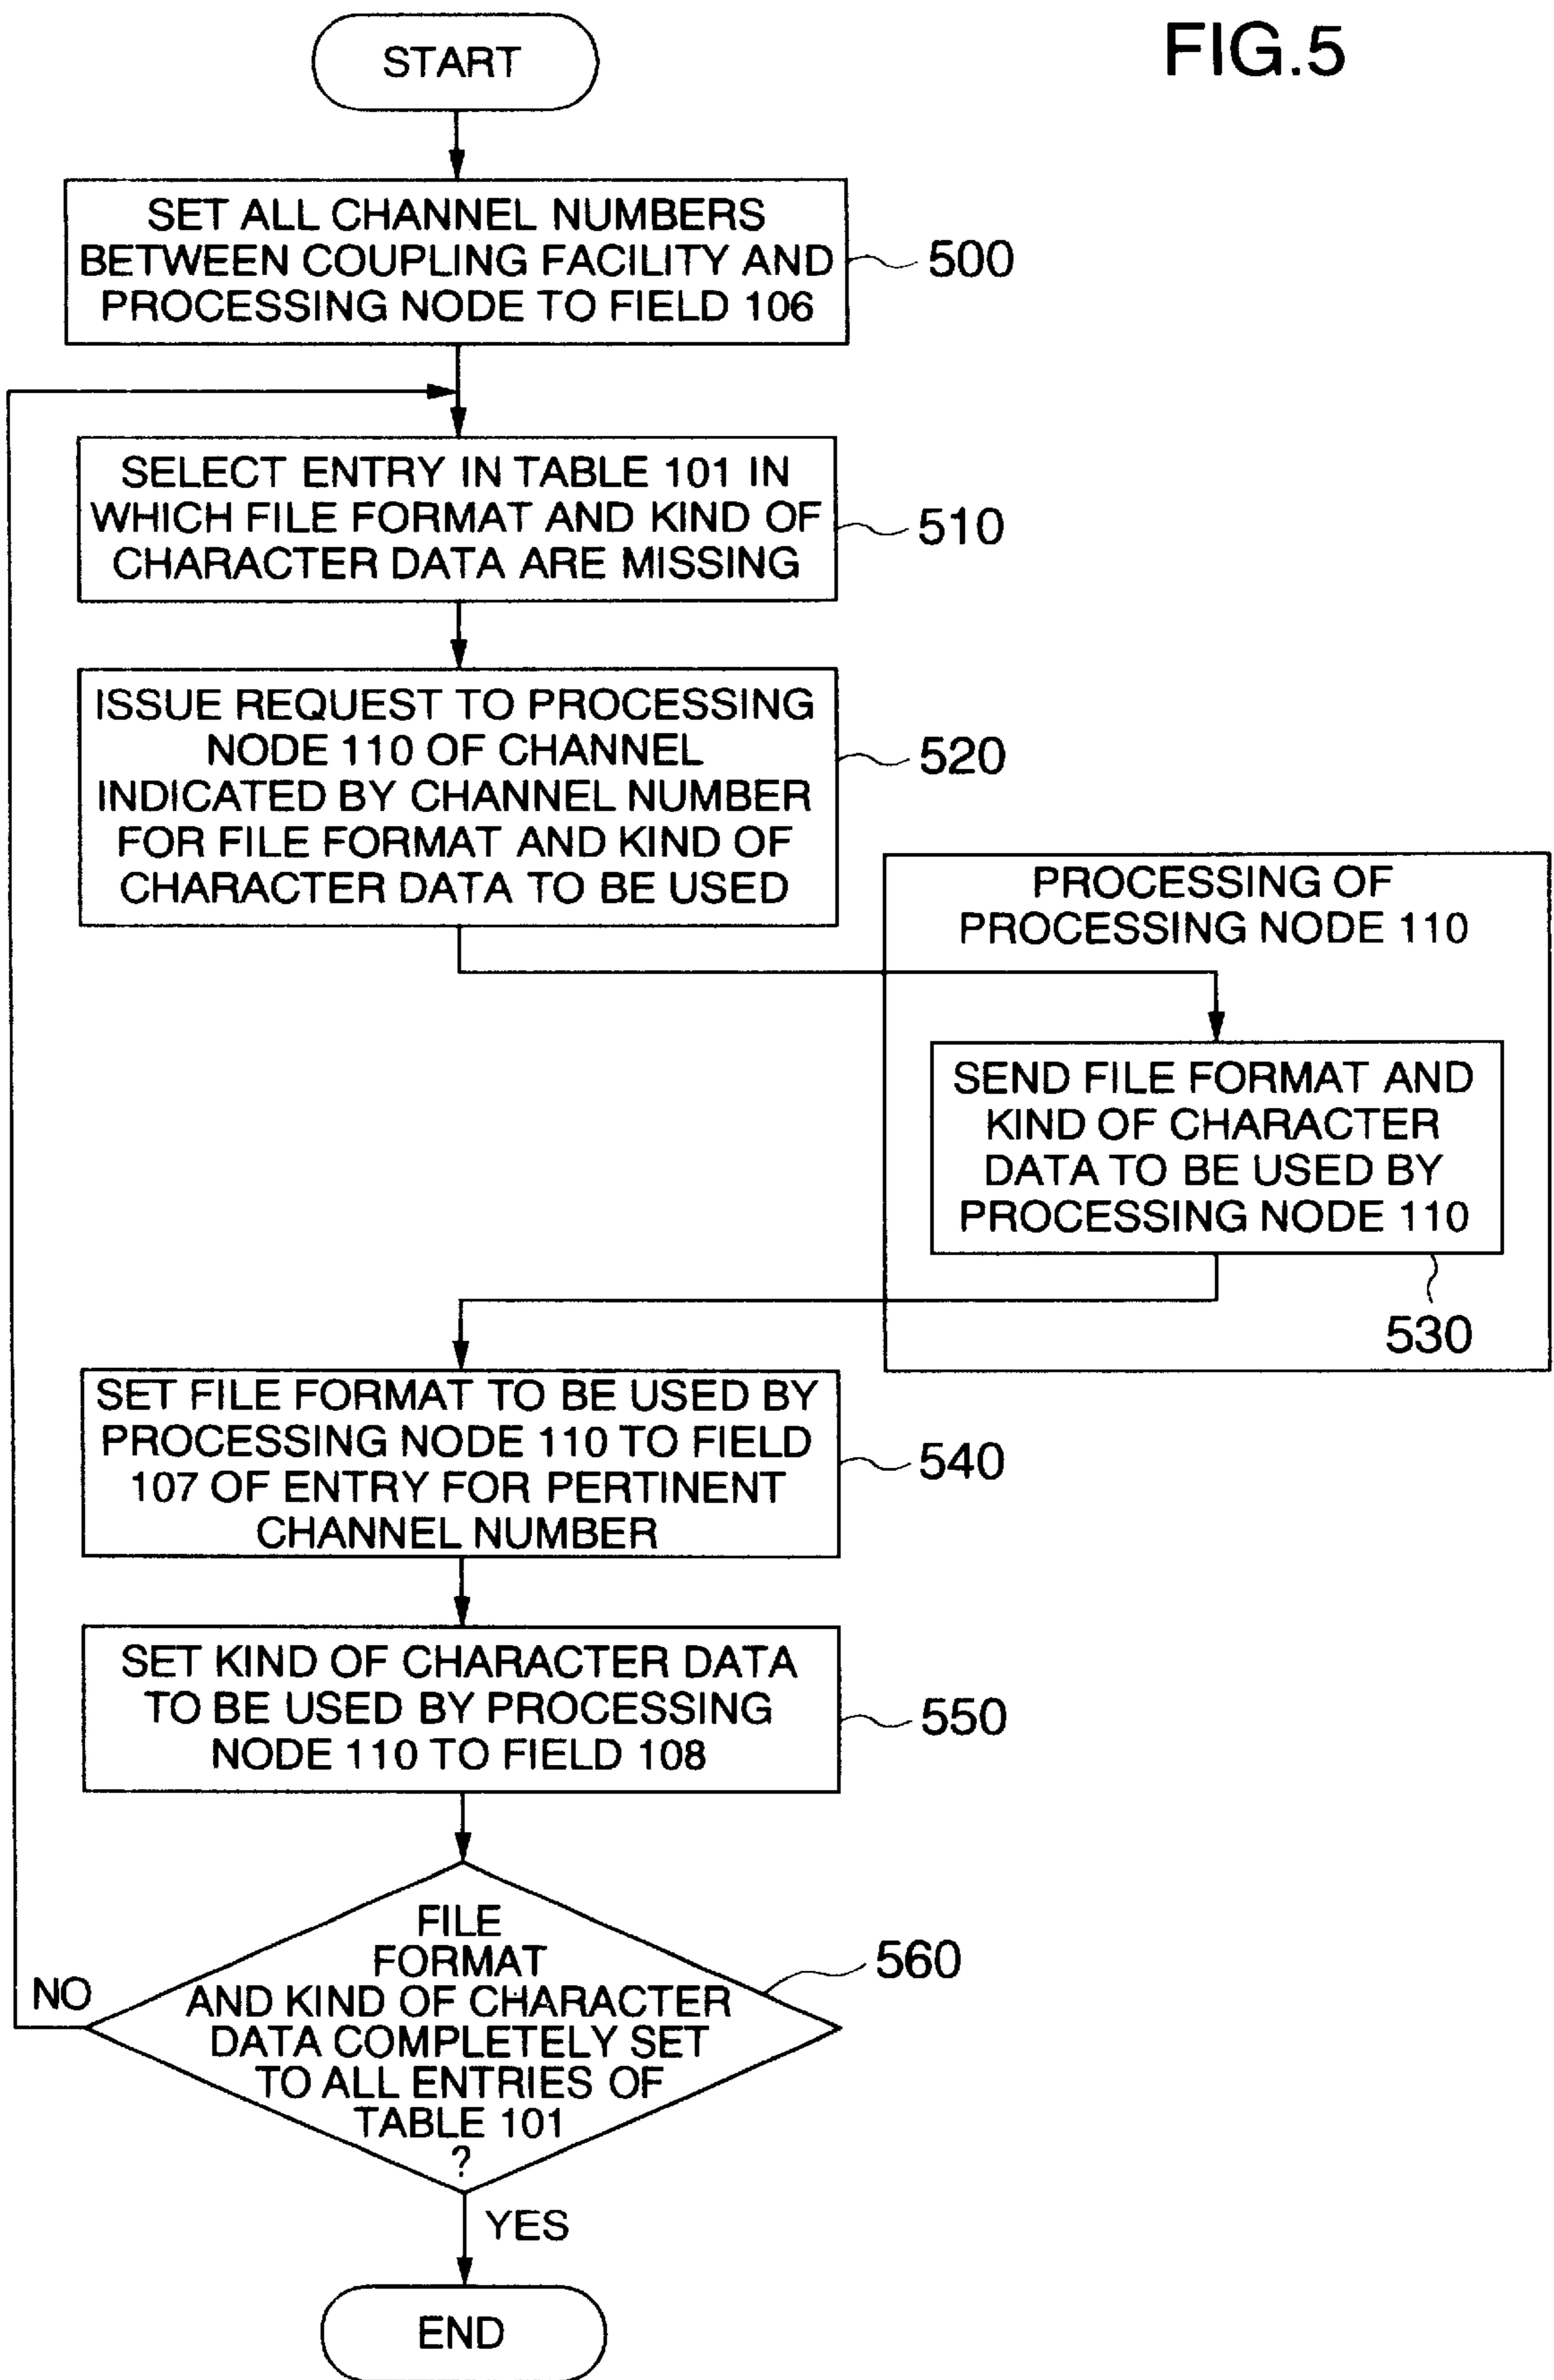 FIG.5
START
SET ALL CHANNEL NUMBERS
BETWEEN COUPLING FACILITY AND
PROCESSING NODE TO FIELD 106
500
SELECT ENTRY IN TABLE 101 IN
WHICH FILE FORMAT AND KIND OF
CHARACTER DATA ARE MISSING
510
ISSUE REQUEST TO PROCESSING
NODE 110 OF CHANNEL
INDICATED BY CHANNEL NUMBER
FOR FILE FORMAT AND KIND OF
CHARACTER DATA TO BE USED
520
PROCESSING OF
PROCESSING NODE 110
SEND FILE FORMAT AND
KIND OF CHARACTER
DATA TO BE USED BY
PROCESSING NODE 110
530
SET FILE FORMAT TO BE USED BY
PROCESSING NODE 110 TO FIELD
107 OF ENTRY FOR PERTINENT
CHANNEL NUMBER
540
SET KIND OF CHARACTER DATA
TO BE USED BY PROCESSING
NODE 110 TO FIELD 108
550
FILE
FORMAT
AND KIND OF CHARACTER
DATA COMPLETELY SET
TO ALL ENTRIES OF
TABLE 101
?
560
NO
YES
END